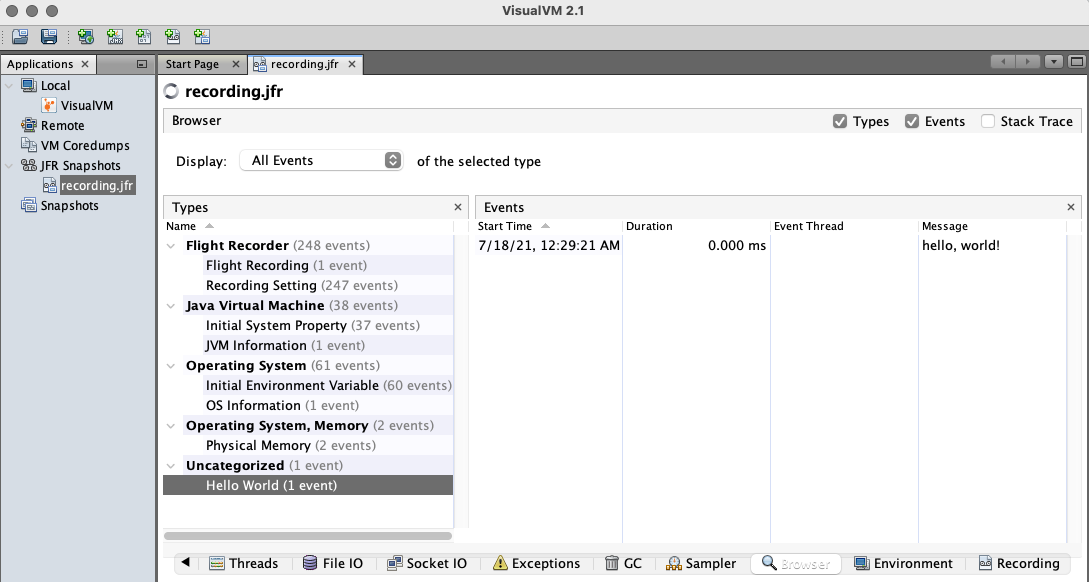 VisualVM 2.1
Applications
Start Page
recording.jfr
Local
VisualVM
Remote
VM Coredumps
JFR Snapshots
recording.jfr
Snapshots
recording.jfr
Browser
Types
Events
Stack Trace
Display:
All Events
of the selected type
Types
Name
Flight Recorder (248 events)
Flight Recording (1 event)
Recording Setting (247 events)
Java Virtual Machine (38 events)
Initial System Property (37 events)
JVM Information (1 event)
Operating System (61 events)
Initial Environment Variable (60 events)
OS Information (1 event)
Operating System, Memory (2 events)
Physical Memory (2 events)
Uncategorized (1 event)
Hello World (1 event)
Events
Start Time Duration Event Thread Message
7/18/21, 12:29:21 AM 0.000 ms hello, world!
Threads File IO Socket IO Exceptions GC Sampler Browser Environment Recording